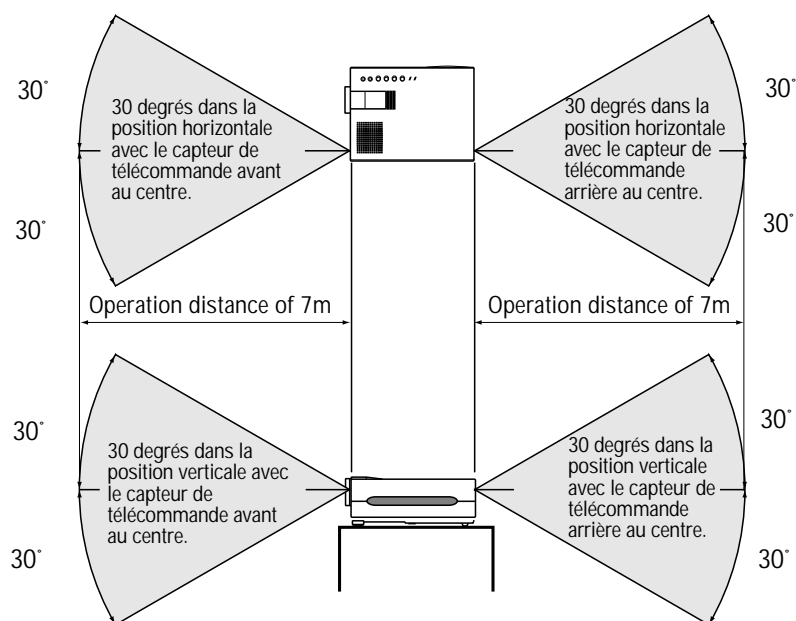 30°
30 degrés dans la
position horizontale
avec le capteur de
télécommande avant
au centre.
30°
30°
30 degrés dans la
position horizontale
avec le capteur de
télécommande
arrière au centre.
30°
Operation distance of 7m
Operation distance of 7m
30°
30 degrés dans la
position verticale avec
le capteur de
télécommande avant
au centre.
30°
30°
30 degrés dans la
position verticale
avec le capteur de
télécommande
arrière au centre.
30°